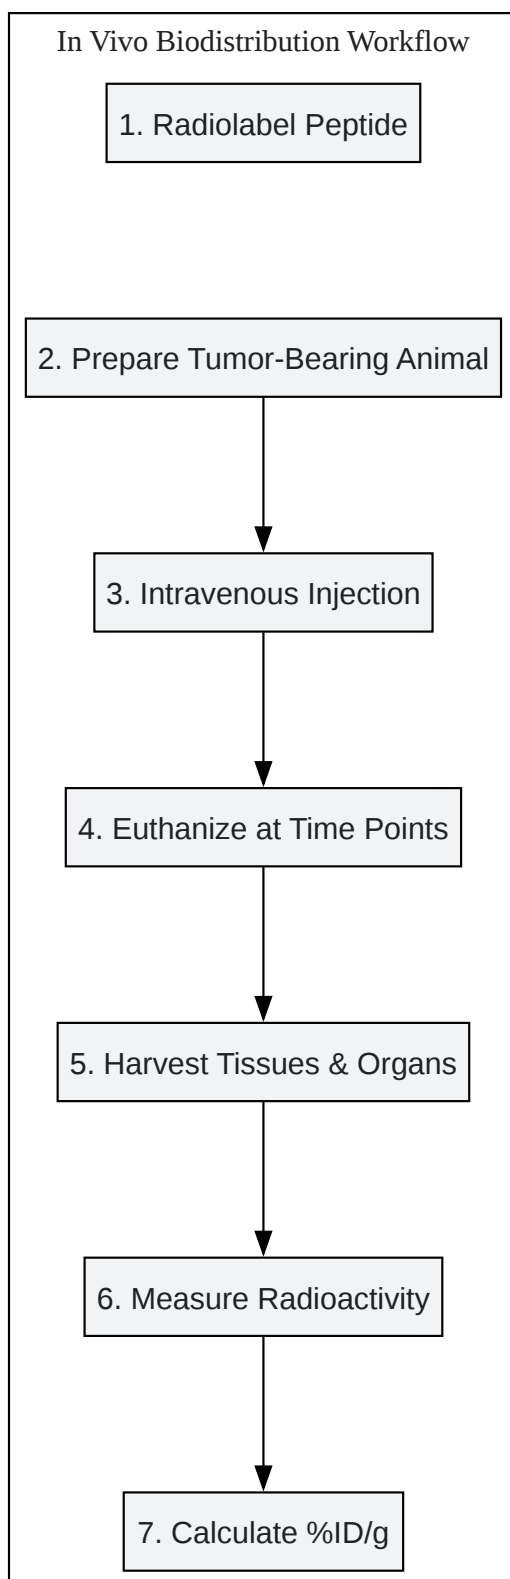 In Vivo Biodistribution Workflow
1. Radiolabel Peptide
2. Prepare Tumor-Bearing Animal
3. Intravenous Injection
4. Euthanize at Time Points
5. Harvest Tissues & Organs
6. Measure Radioactivity
7. Calculate %ID/g